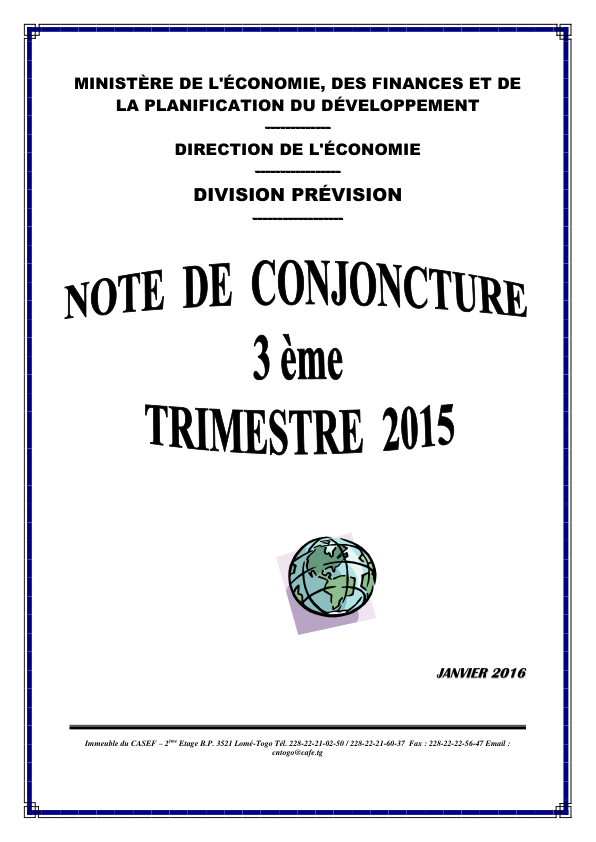 MINISTÈRE DE L'ÉCONOMIE, DES FINANCES ET DE
LA PLANIFICATION DU DÉVELOPPEMENT
-------------
DIRECTION DE L'ÉCONOMIE
-----------------
DIVISION PRÉVISION
------------------
NOTE DE CONJONCTURE
3 ème
TRIMESTRE 2015
JANVIER 2016
Immeuble du CASEF – 2ème Etage B.P. 3521 Lomé-Togo Tél. 228-22-21-02-50 / 228-22-21-60-37 Fax : 228-22-22-56-47 Email :
cntogo@cafe.tg